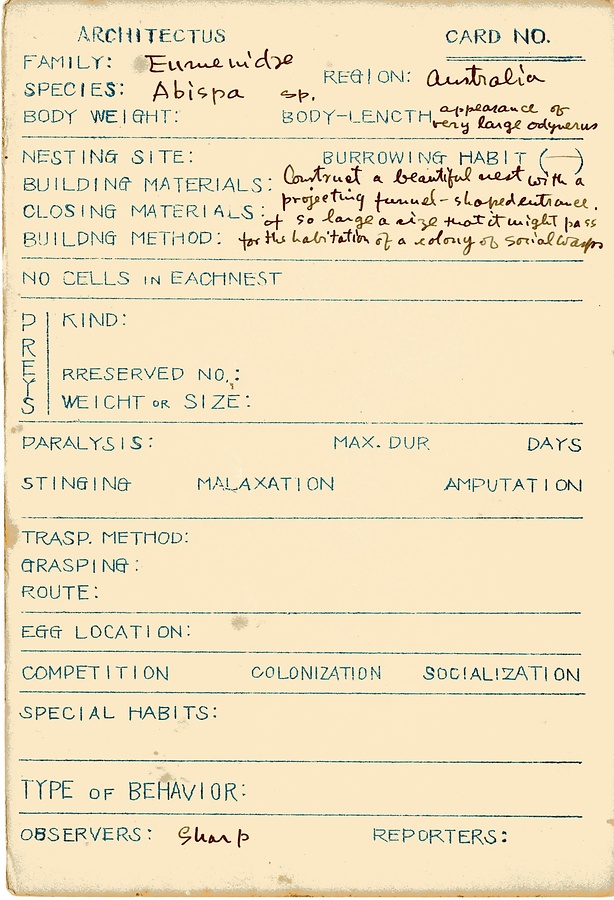 ARCHITECTUS CARD NO.
FAMILY: Eumenidae
SPECIES: Abispa sp. REGION: Australia
BODY WEIGHT: BODY-LENGTH appearance of
very large odynerus
NESTING SITE: BURROWING HABIT (—)
BUILDING MATERIALS: Construct a beautiful nest with a
CLOSING MATERIALS: projecting funnel-shaped entrance.
of so large a size that it might pass
BUILDNG METHOD: for the habitation of a colony of social wasps
NO CELLS IN EACHNEST
PREYS
KIND:
RRESERVED NO.:
WEICHT OR SIZE:
PARALYSIS: MAX. DUR DAYS
STINGING MALAXATION AMPUTATION
TRASP. METHOD:
GRASPING:
ROUTE:
EGG LOCATION:
COMPETITION COLONIZATION SOCIALIZATION
SPECIAL HABITS:
TYPE OF BEHAVIOR:
OBSERVERS: Sharp REPORTERS: